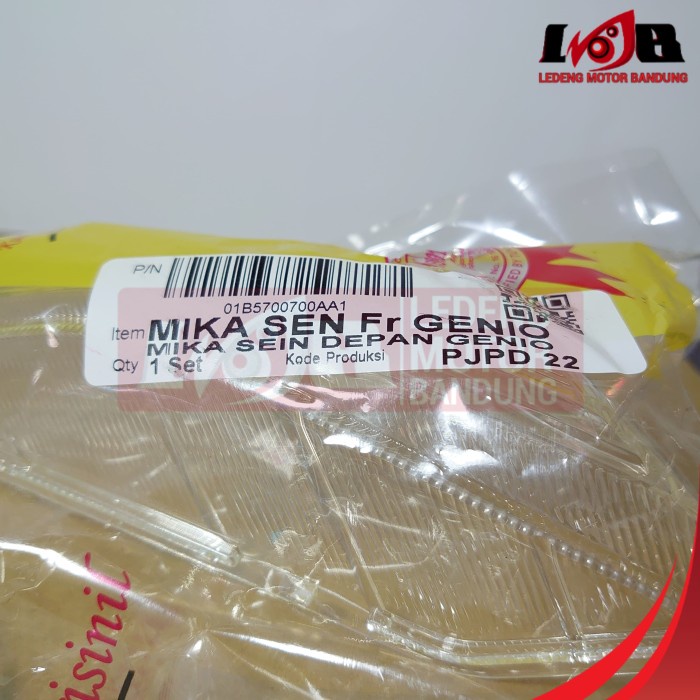 LMB
LEDENG MOTOR BANDUNG
P/N
01B5700700AA1
Item MIKA SEN Fr GENIO
MIKA SEIN DEPAN GENIO
Qty 1 Set Kode Produksi PJPD 22
LEDENG
MOTOR
BANDUNG